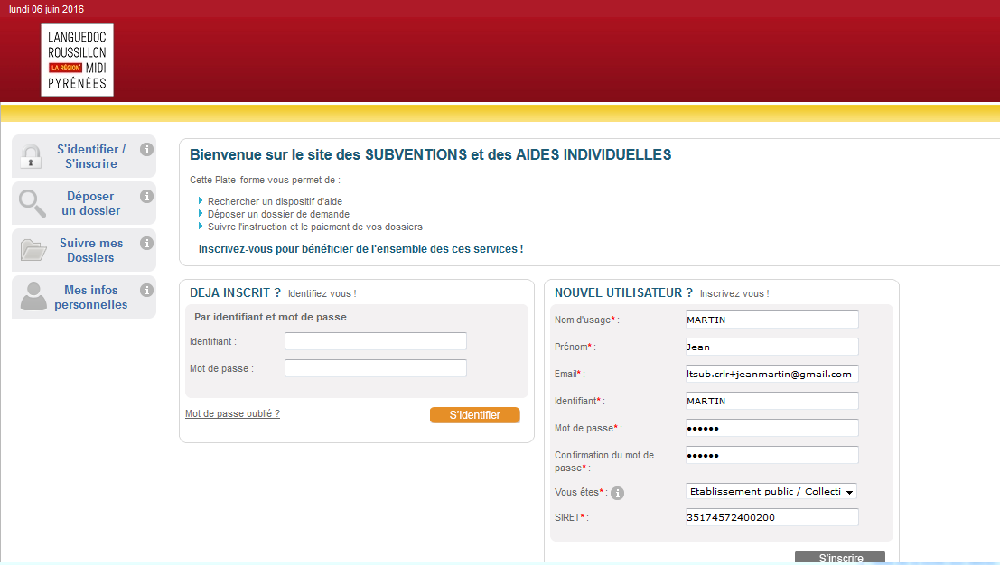 lundi 06 juin 2016
LANGUEDOC
ROUSSILLON
LA RÉGION MIDI
PYRÉNÉES
S'identifier /
S'inscrire
Déposer
un dossier
Suivre mes
Dossiers
Mes infos
personnelles
Bienvenue sur le site des SUBVENTIONS et des AIDES INDIVIDUELLES
Cette Plate-forme vous permet de :
Rechercher un dispositif d'aide
Déposer un dossier de demande
Suivre l'instruction et le paiement de vos dossiers
Inscrivez-vous pour bénéficier de l'ensemble des ces services !
DEJA INSCRIT ? Identifiez vous !
Par identifiant et mot de passe
Identifiant :
Mot de passe :
Mot de passe oublié ? S'identifier
NOUVEL UTILISATEUR ? Inscrivez vous !
Nom d'usage* : MARTIN
Prénom* : Jean
Email* : ltsub.crlr+jeanmartin@gmail.com
Identifiant* : MARTIN
Mot de passe* : ••••••
Confirmation du mot de
passe* : ••••••
Vous êtes* : Etablissement public / Collecti
SIRET* : 35174572400200
S'inscrire